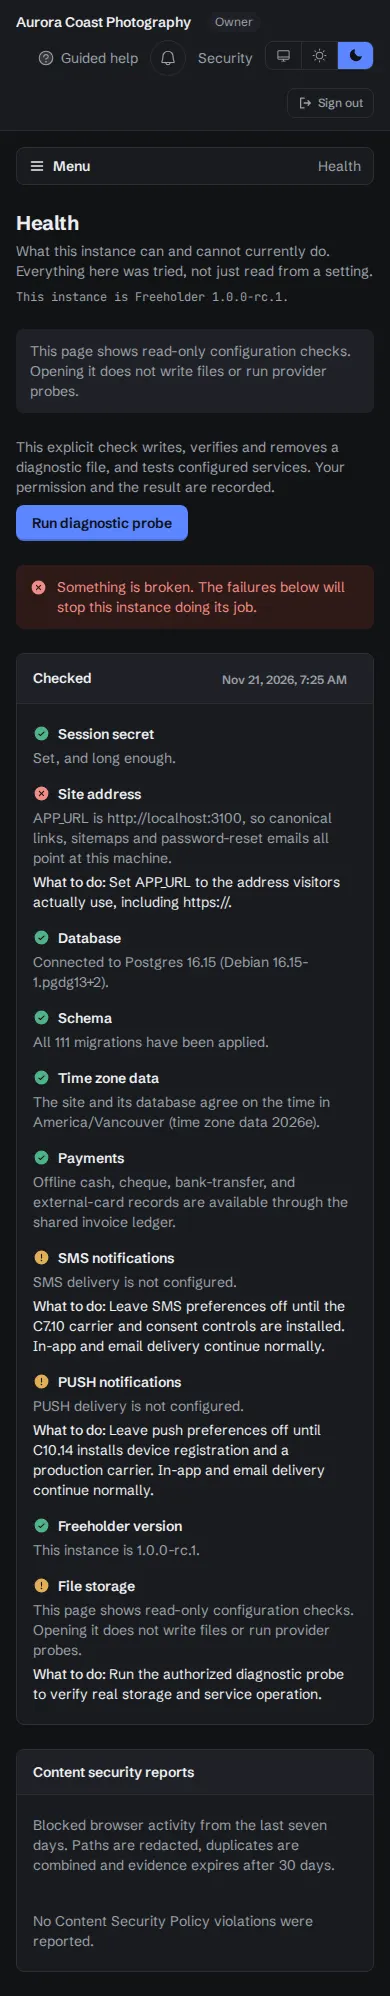 Aurora Coast Photography Owner
Guided help Security
Sign out
Menu Health
Health
What this instance can and cannot currently do.
Everything here was tried, not just read from a setting.
This instance is Freeholder 1.0.0-rc.1.
This page shows read-only configuration checks.
Opening it does not write files or run provider
probes.
This explicit check writes, verifies and removes a
diagnostic file, and tests configured services. Your
permission and the result are recorded.
Run diagnostic probe
Something is broken. The failures below will
stop this instance doing its job.
Checked Nov 21, 2026, 7:25 AM
Session secret
Set, and long enough.
Site address
APP_URL is http://localhost:3100, so canonical
links, sitemaps and password-reset emails all
point at this machine.
What to do: Set APP_URL to the address visitors
actually use, including https://.
Database
Connected to Postgres 16.15 (Debian 16.15-
1.pgdg13+2).
Schema
All 111 migrations have been applied.
Time zone data
The site and its database agree on the time in
America/Vancouver (time zone data 2026e).
Payments
Offline cash, cheque, bank-transfer, and
external-card records are available through the
shared invoice ledger.
SMS notifications
SMS delivery is not configured.
What to do: Leave SMS preferences off until the
C7.10 carrier and consent controls are installed.
In-app and email delivery continue normally.
PUSH notifications
PUSH delivery is not configured.
What to do: Leave push preferences off until
C10.14 installs device registration and a
production carrier. In-app and email delivery
continue normally.
Freeholder version
This instance is 1.0.0-rc.1.
File storage
This page shows read-only configuration checks.
Opening it does not write files or run provider
probes.
What to do: Run the authorized diagnostic probe
to verify real storage and service operation.
Content security reports
Blocked browser activity from the last seven
days. Paths are redacted, duplicates are
combined and evidence expires after 30 days.
No Content Security Policy violations were
reported.